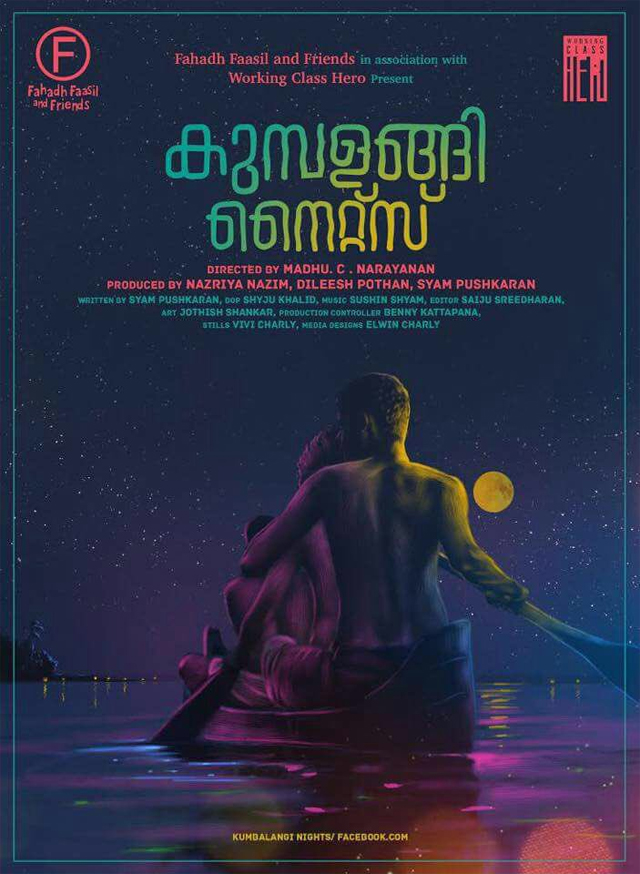 F
Fahadh Faasil
and Friends
WORKING
CLASS
HERO
Fahadh Faasil and Friends in association with
Working Class Hero Present
കുമ്പളങ്ങി
നൈറ്റ്സ്
DIRECTED BY MADHU. C . NARAYANAN
PRODUCED BY NAZRIYA NAZIM, DILEESH POTHAN, SYAM PUSHKARAN
WRITTEN BY SYAM PUSHKARAN, DOP SHYJU KHALID, MUSIC SUSHIN SHYAM, EDITOR SAIJU SREEDHARAN,
ART JOTHISH SHANKAR, PRODUCTION CONTROLLER BENNY KATTAPANA,
STILLS VIVI CHARLY, MEDIA DESIGNS ELWIN CHARLY
KUMBALANGI NIGHTS/ FACEBOOK.COM